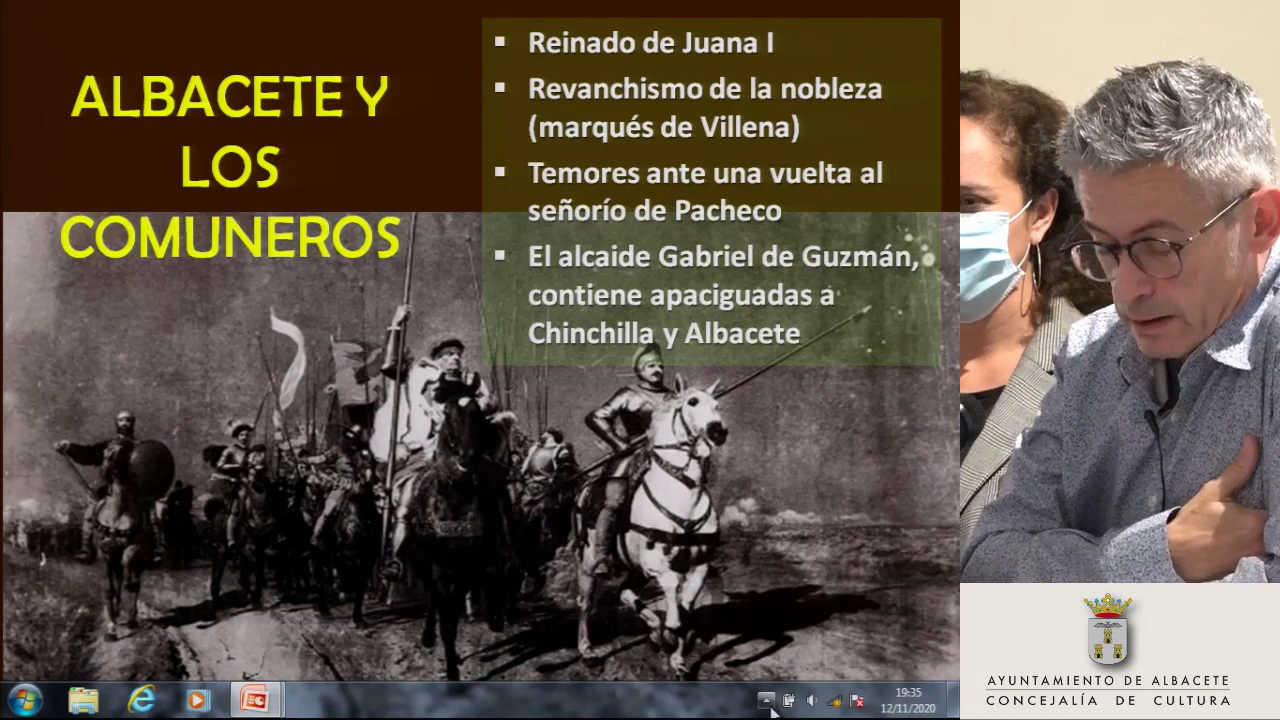 ALBACETE Y
LOS
COMUNEROS
▪ Reinado de Juana I
▪ Revanchismo de la nobleza
(marqués de Villena)
▪ Temores ante una vuelta al
señorío de Pacheco
▪ El alcaide Gabriel de Guzmán,
contiene apaciguadas a
Chinchilla y Albacete
19:35
12/11/2020
AYUNTAMIENTO DE ALBACETE
CONCEJALÍA DE CULTURA